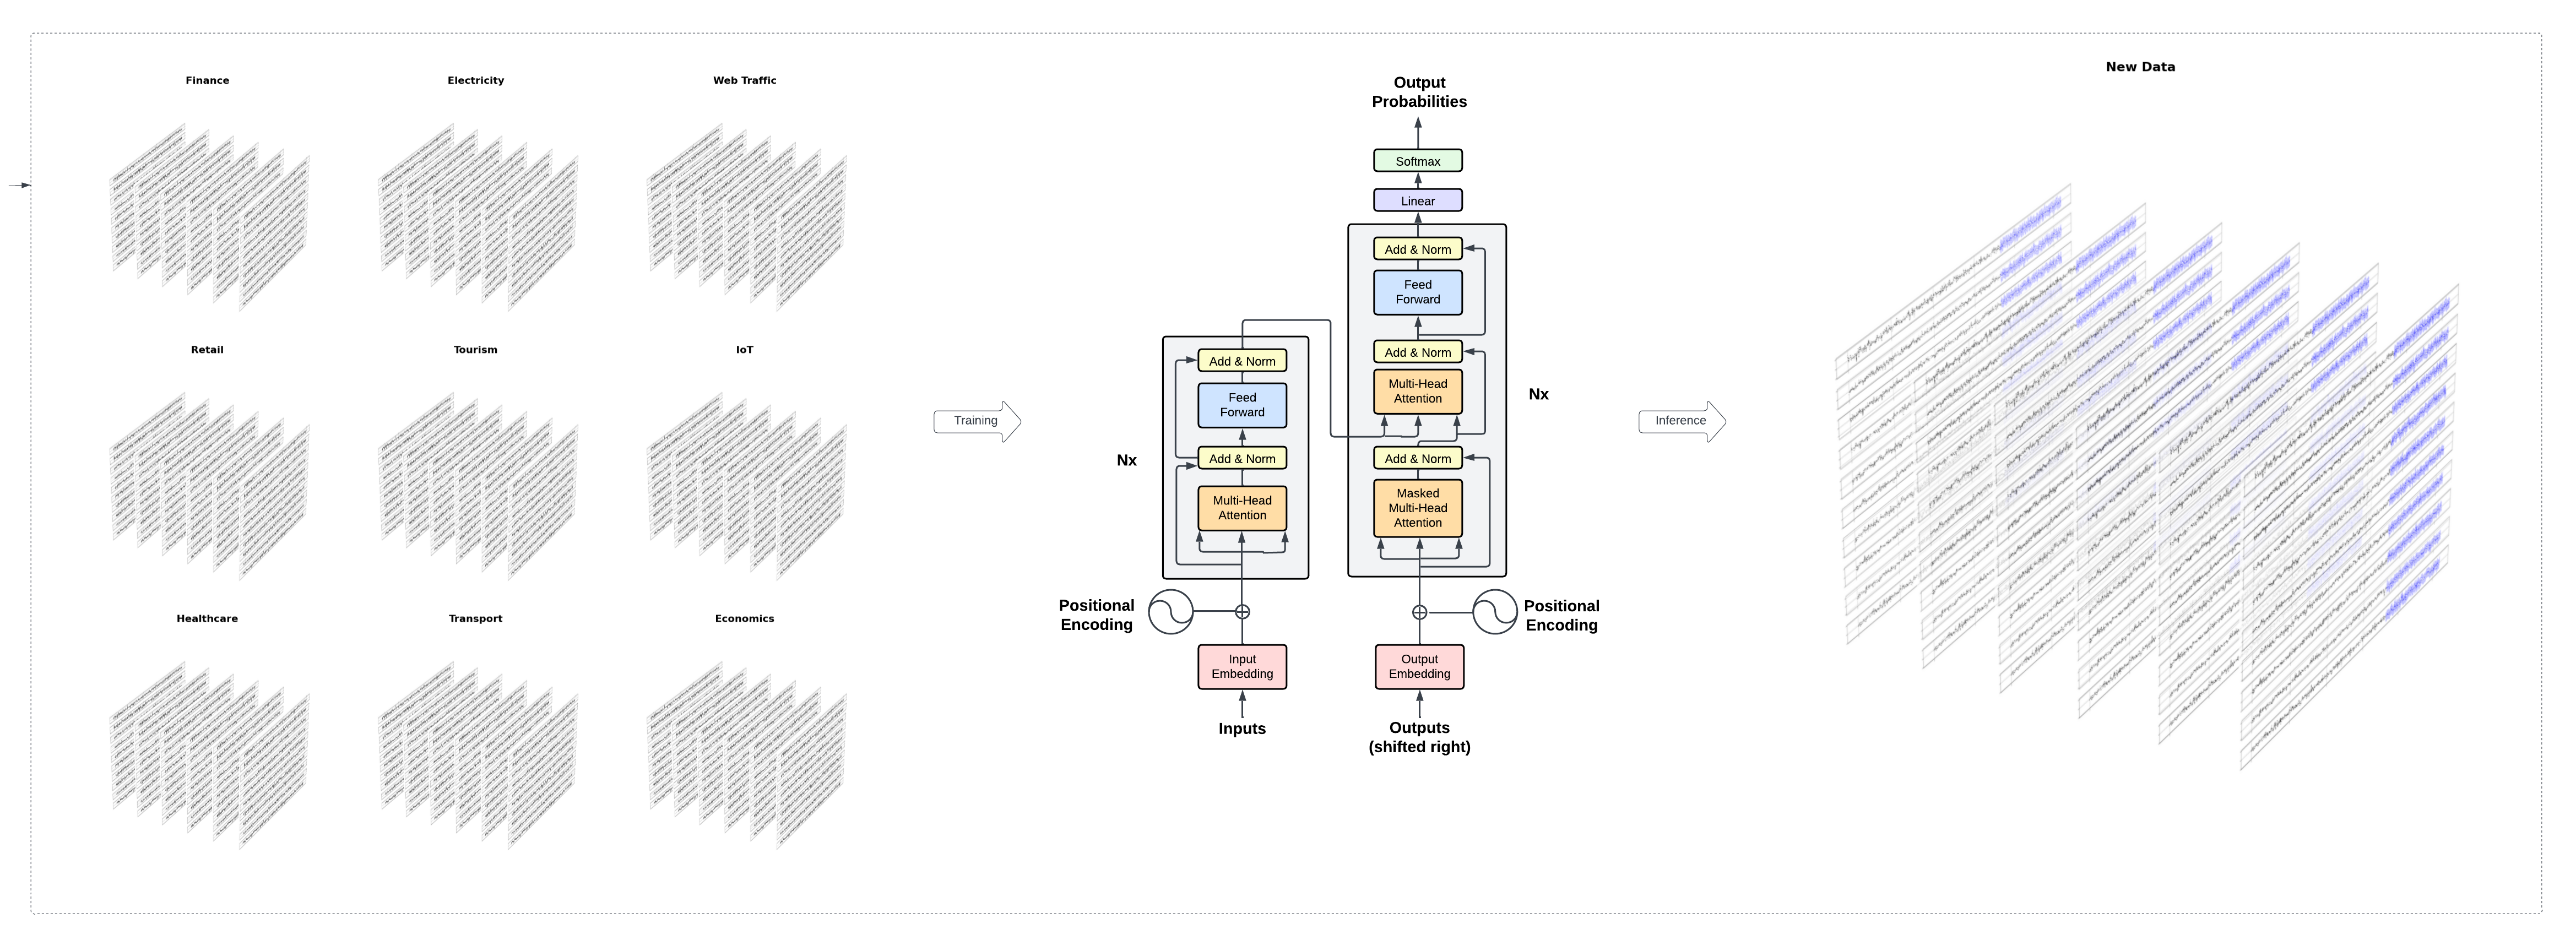 Finance
Electricity
Web Traffic
Retail
Tourism
IoT
Healthcare
Transport
Economics
Training
Output
Probabilities
Softmax
Linear
Add & Norm
Feed
Forward
Add & Norm
Multi-Head
Attention
Add & Norm
Masked
Multi-Head
Attention
Nx
Add & Norm
Feed
Forward
Add & Norm
Multi-Head
Attention
Nx
Positional
Encoding
Positional
Encoding
Input
Embedding
Output
Embedding
Inputs
Outputs
(shifted right)
Inference
New Data